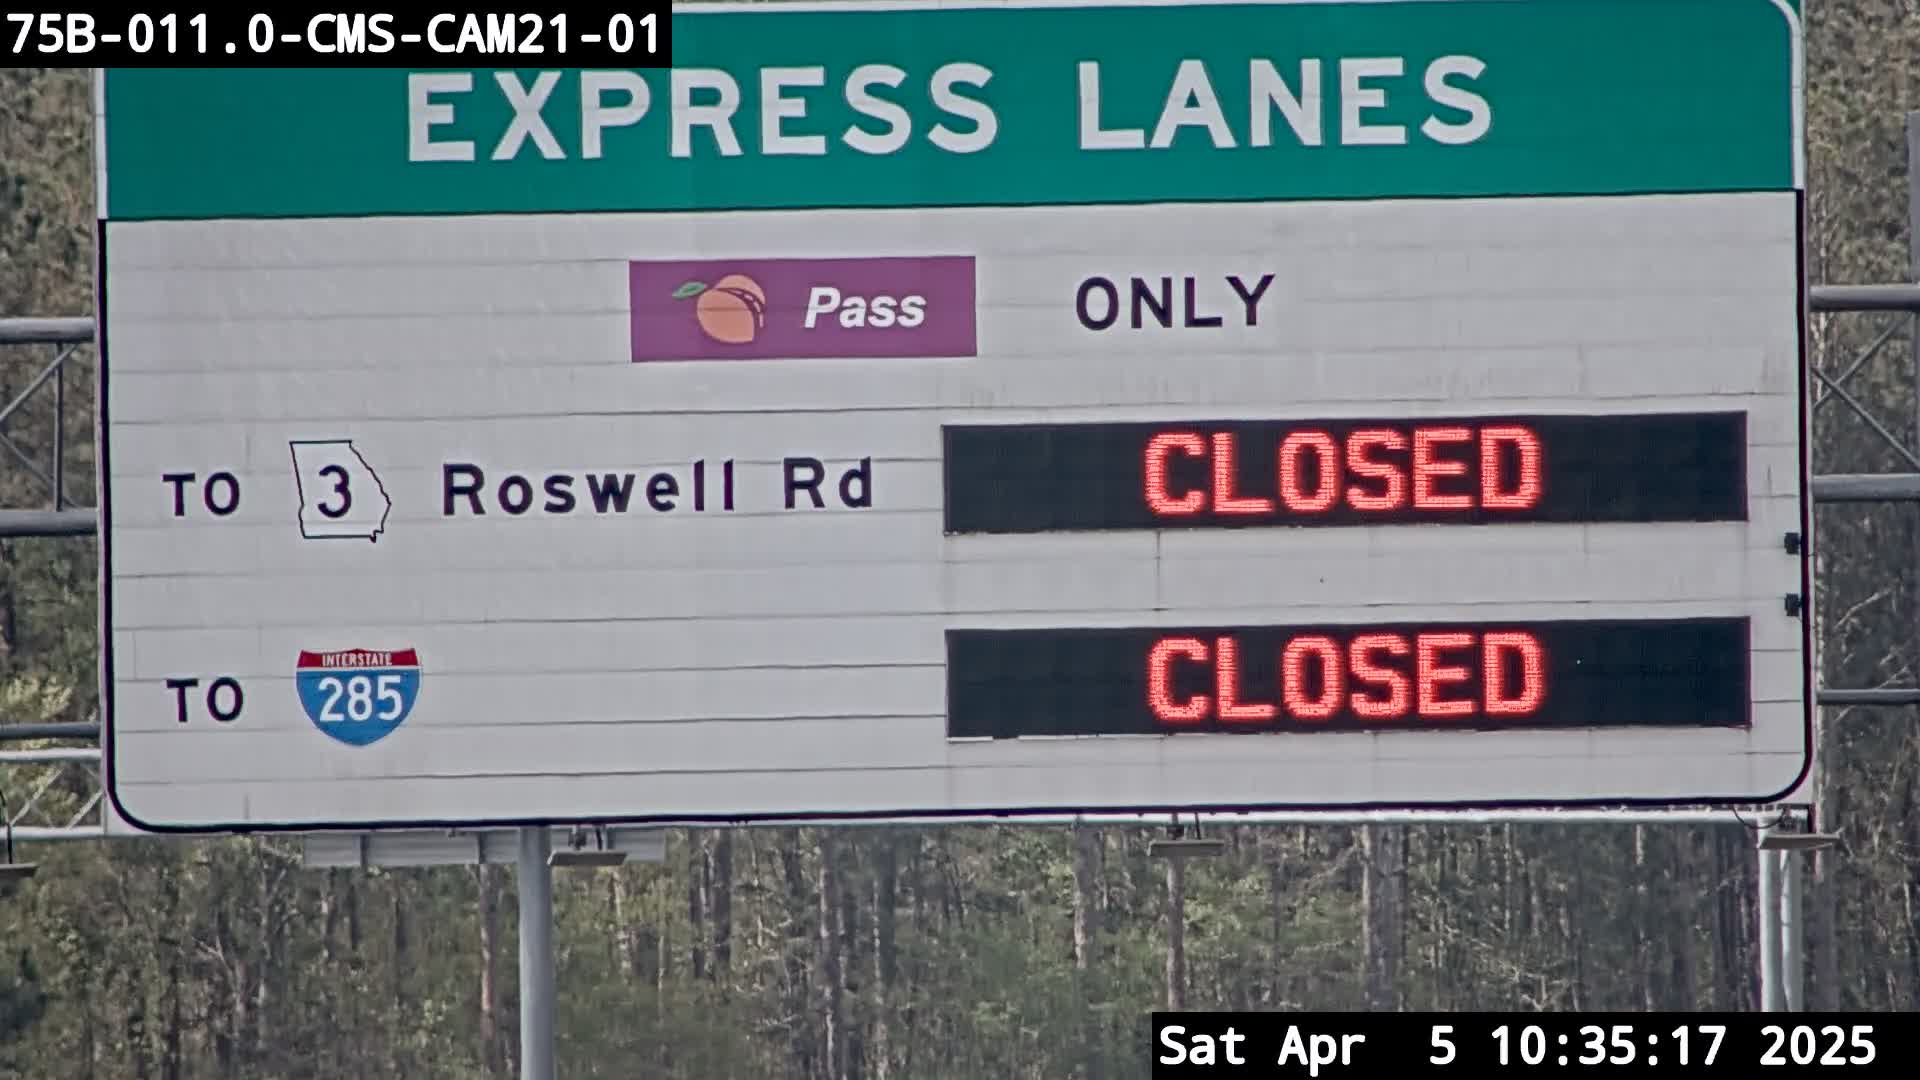 75B-011.0-CMS-CAM21-01
EXPRESS LANES
Pass ONLY
TO 3 Roswell Rd CLOSED
TO INTERSTATE 285 CLOSED
Sat Apr 5 10:35:17 2025